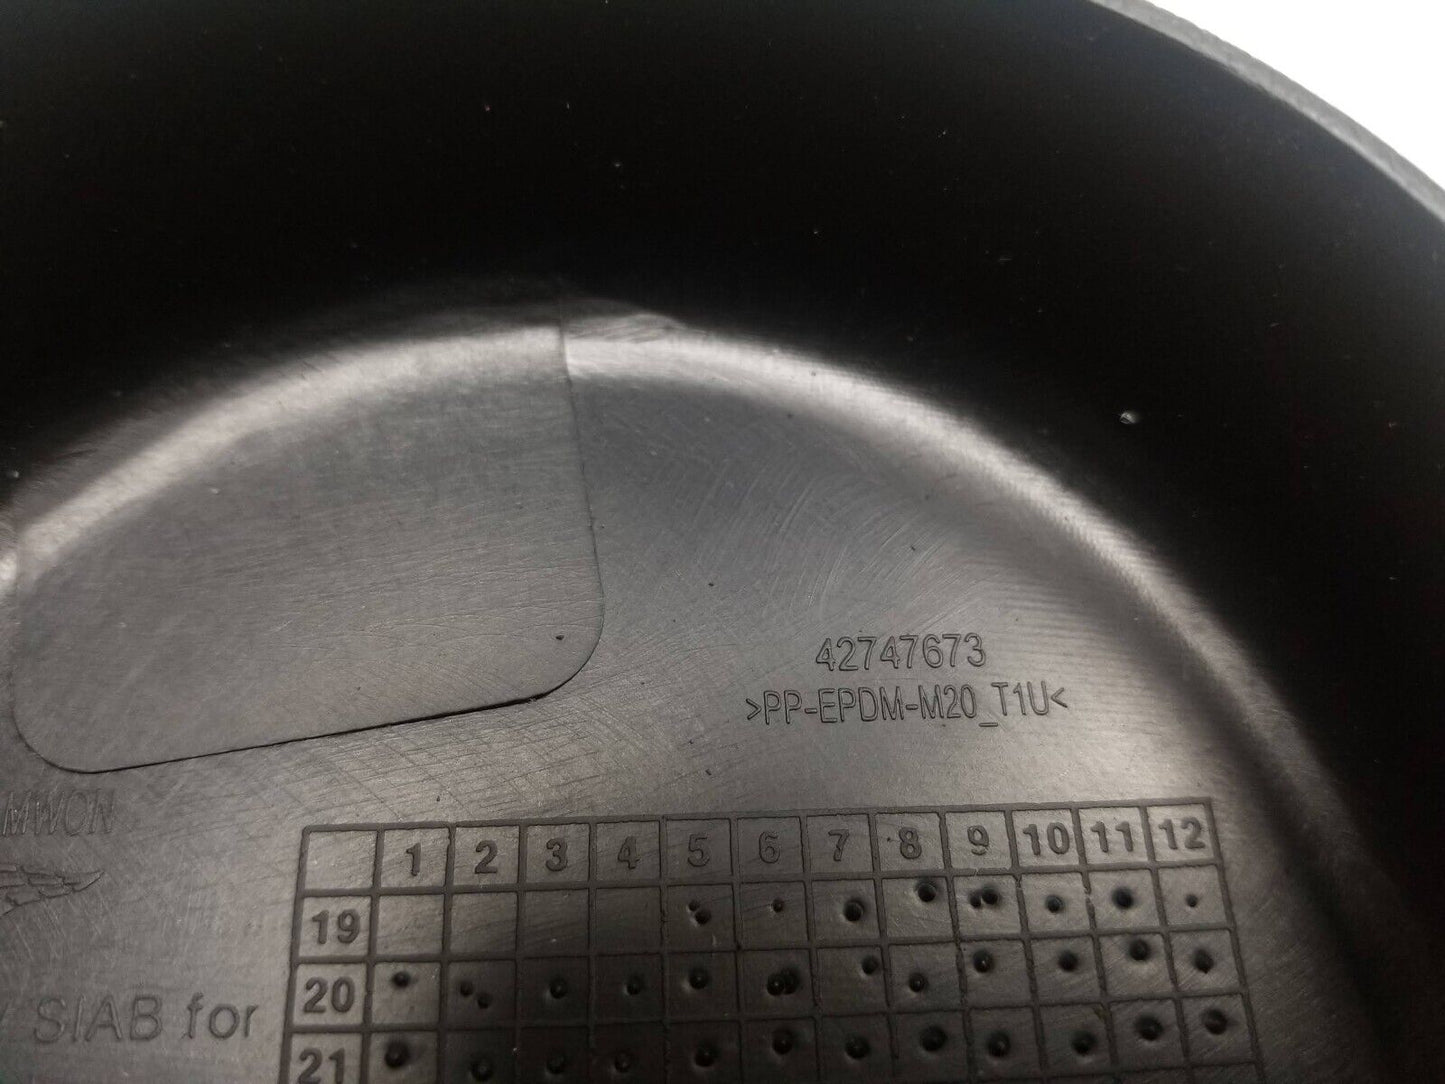 42747673
>PP-EPDM-M20_T1U<
MWON
1 2 3 4 5 6 7 8 9 10 11 12
19
20
SIAB for
21